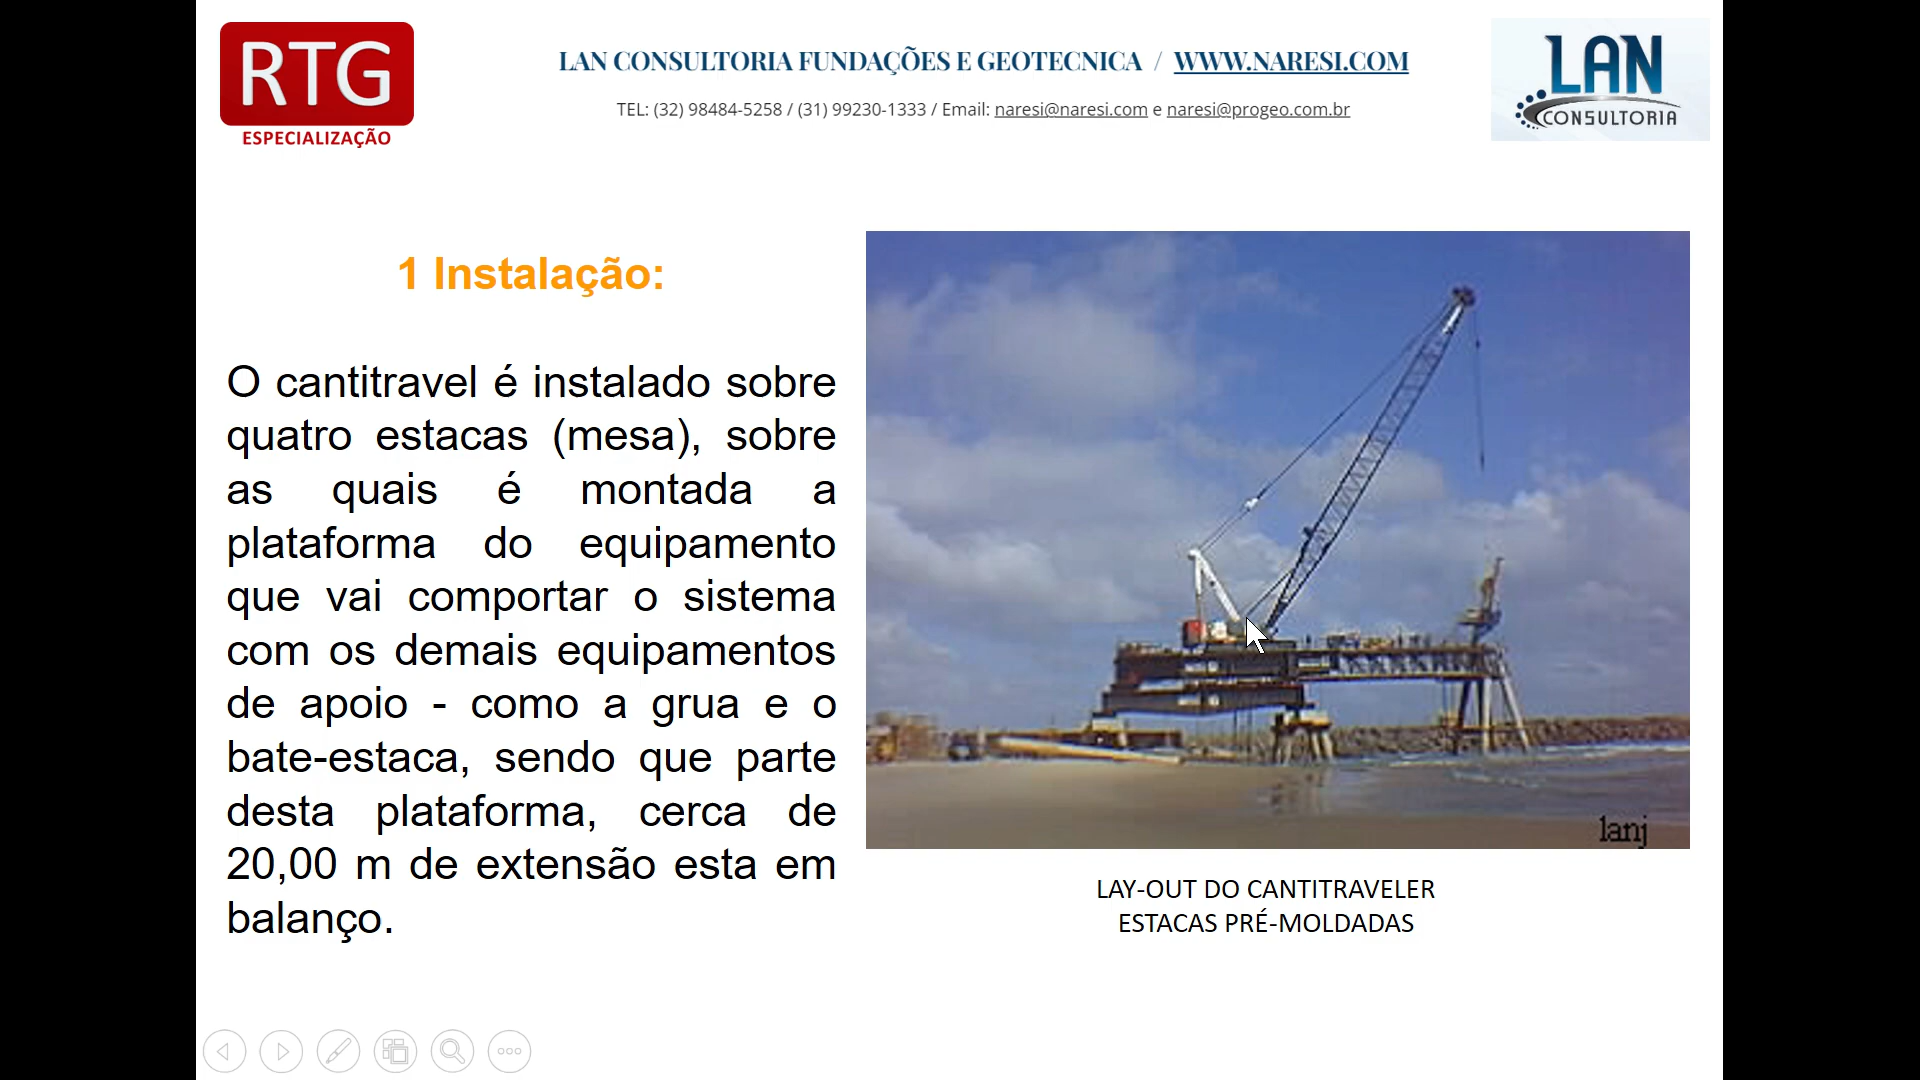 RTG
ESPECIALIZAÇÃO
LAN CONSULTORIA FUNDAÇÕES E GEOTECNICA / WWW.NARESI.COM
TEL: (32) 98484-5258 / (31) 99230-1333 / Email: naresi@naresi.com e naresi@progeo.com.br
LAN
CONSULTORIA
1 Instalação:
O cantitravel é instalado sobre
quatro estacas (mesa), sobre
as quais é montada a
plataforma do equipamento
que vai comportar o sistema
com os demais equipamentos
de apoio - como a grua e o
bate-estaca, sendo que parte
desta plataforma, cerca de
20,00 m de extensão esta em
balanço.
lanj
LAY-OUT DO CANTITRAVELER
ESTACAS PRÉ-MOLDADAS